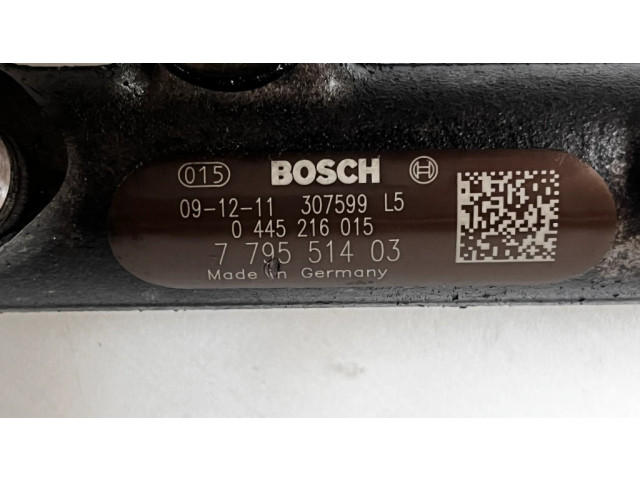 015 BOSCH
09-12-11 307599 L5
0 445 216 015
7 795 514 03
Made in Germany